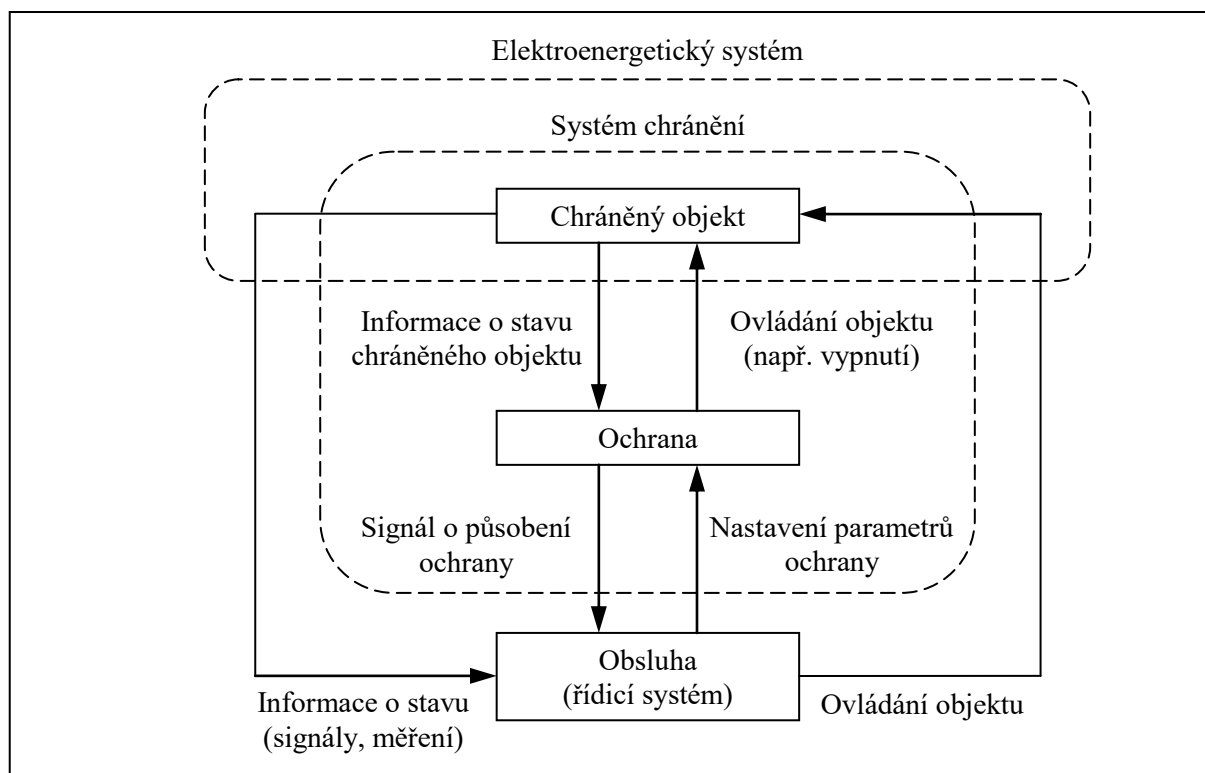 Elektroenergetický systém
Systém chránění
Chráněný objekt
Informace o stavu
chráněného objektu
Ovládání objektu
(např. vypnutí)
Ochrana
Signál o působení
ochrany
Nastavení parametrů
ochrany
Obsluha
(řídicí systém)
Informace o stavu
(signály, měření)
Ovládání objektu